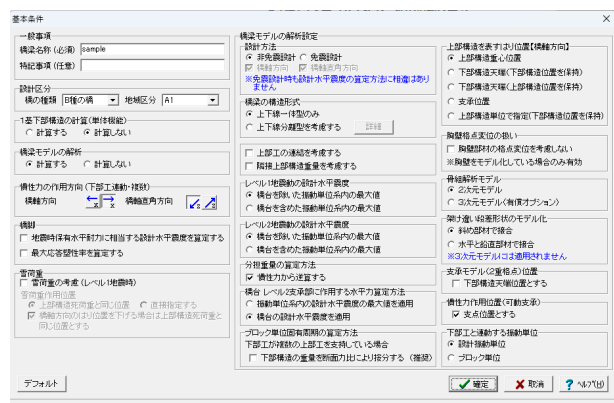 基本条件
一般事項
橋梁名称(必須) sample
特記事項(任意)
設計区分
橋の種類 B種の橋 地域区分 A1
1基下部構造の計算(単体機能)
計算する 計算しない
橋梁モデルの解析
計算する 計算しない
慣性力の作用方向(下部工連動・複数)
橋軸方向 橋軸直角方向
橋脚
地震時保有水平耐力に相当する設計水平震度を算定する
最大応答塑性率を算定する
雪荷重
雪荷重の考慮(レベル1地震時)
雪荷重作用位置
上部構造死荷重と同じ位置 直接指定する
橋軸方向のはり位置を下げる場合は上部構造死荷重と
同じ位置とする
デフォルト
橋梁モデルの解析設定
設計方法
非免震設計 免震設計
橋軸方向 橋軸直角方向
※免震設計時も設計水平震度の算定方法に相違はあり
ません
橋梁の構造形式
上下線一体型のみ
上下線分離型を考慮する 詳細
上部工の連結を考慮する
隣接上部構造重量を考慮する
レベル1地震動の設計水平震度
橋台を除いた振動単位系内の最大値
橋台を含めた振動単位系内の最大値
レベル2地震動の設計水平震度
橋台を除いた振動単位系内の最大値
橋台を含めた振動単位系内の最大値
分担重量の算定方法
慣性力から逆算する
橋台 レベル2支承部に作用する水平力算定方法
振動単位系内の設計水平震度の最大値を適用
橋台の設計水平震度を適用
ブロック単位固有周期の算定方法
下部工が複数の上部工を支持している場合
下部構造の重量を断面力比により按分する (推奨)
上部構造を表すはり位置【橋軸方向】
上部構造重心位置
下部構造天端(下部構造位置を保持)
下部構造天端(上部構造位置を保持)
支承位置
上部構造単位で指定(下部構造位置を保持)
胸壁格点変位の扱い
胸壁部材の格点変位を考慮しない
※胸壁をモデル化している場合のみ有効
骨組解析モデル
2次元モデル
3次元モデル(有償オプション)
掛け違い段差形状のモデル化
斜め部材で接合
水平と鉛直部材で接合
※3次元モデルには適用されません
支承モデル(2重格点)位置
下部構造天端位置とする
慣性力作用位置(可動支承)
支点位置とする
下部工と連動する振動単位
設計振動単位
ブロック単位
確定 取消 ? ヘルプ(H)